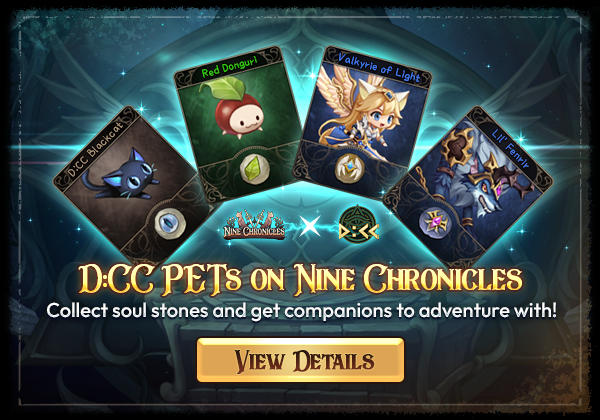 D:CC Blackcat
Red Donguri
Valkyrie of Light
Lil' Fenrir
NINE CHRONICLES
D:CC
D:CC PETs on Nine Chronicles
Collect soul stones and get companions to adventure with!
View Details